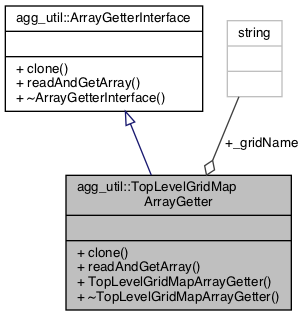 agg_util::ArrayGetterInterface
+ clone()
+ readAndGetArray()
+ ~ArrayGetterInterface()
string
+_gridName
agg_util::TopLevelGridMap
ArrayGetter
+ clone()
+ readAndGetArray()
+ TopLevelGridMapArrayGetter()
+ ~TopLevelGridMapArrayGetter()